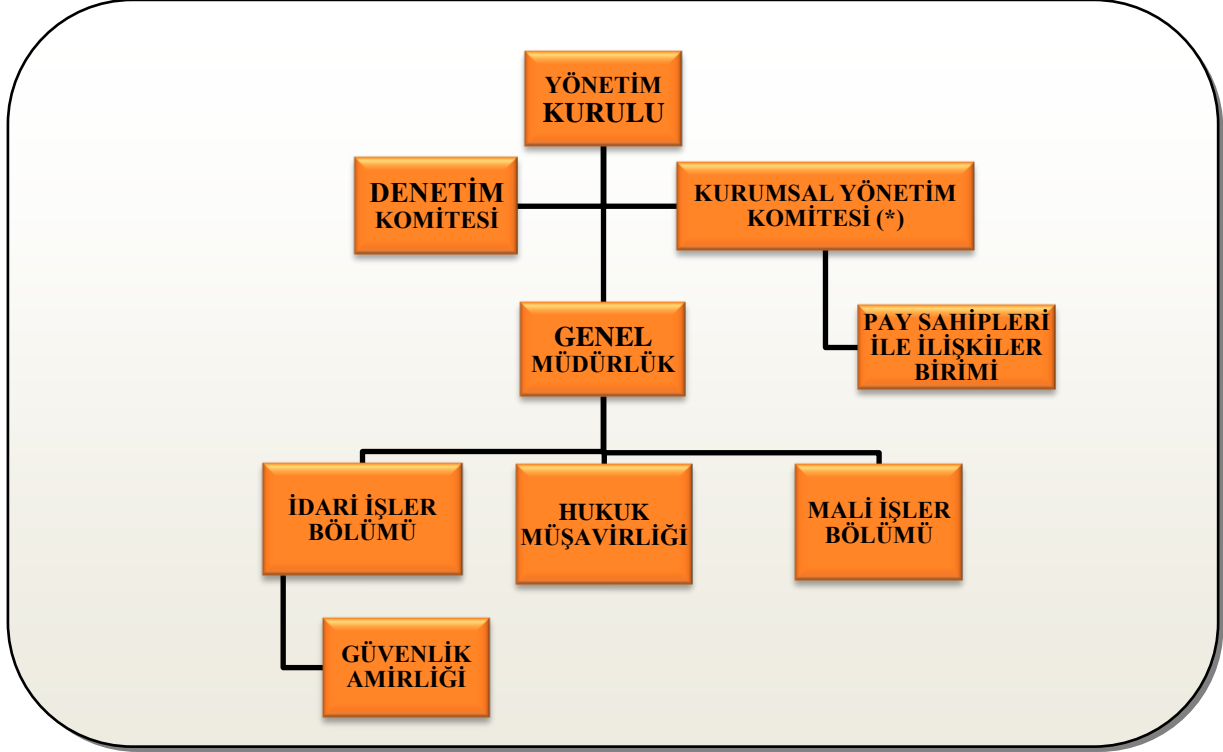 YÖNETİM
KURULU
DENETİM
KOMİTESİ
KURUMSAL YÖNETİM
KOMİTESİ (*)
GENEL
MÜDÜRLÜK
PAY SAHİPLERİ
İLE İLİŞKİLER
BİRİMİ
İDARİ İŞLER
BÖLÜMÜ
HUKUK
MÜŞAVİRLİĞİ
MALİ İŞLER
BÖLÜMÜ
GÜVENLİK
AMİRLİĞİ